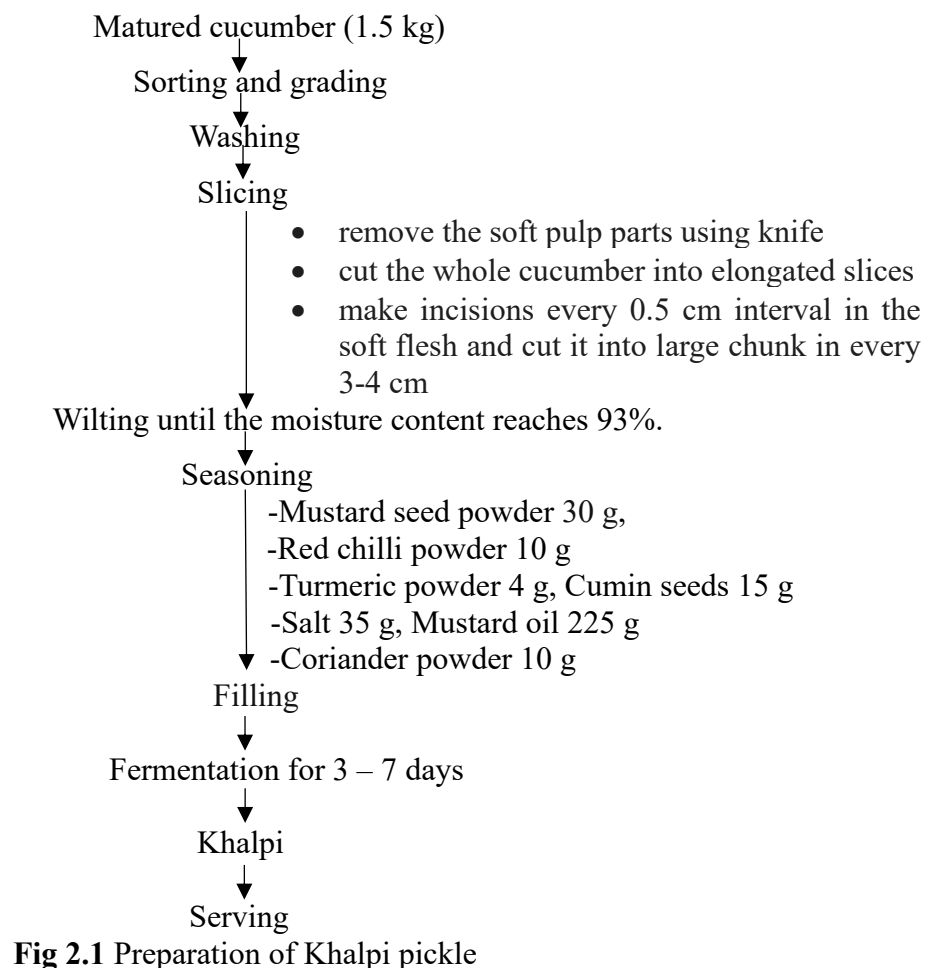 Matured cucumber (1.5 kg)
Sorting and grading
Washing
Slicing
• remove the soft pulp parts using knife
• cut the whole cucumber into elongated slices
• make incisions every 0.5 cm interval in the
soft flesh and cut it into large chunk in every
3-4 cm
Wilting until the moisture content reaches 93%.
Seasoning
-Mustard seed powder 30 g,
-Red chilli powder 10 g
-Turmeric powder 4 g, Cumin seeds 15 g
-Salt 35 g, Mustard oil 225 g
-Coriander powder 10 g
Filling
Fermentation for 3 – 7 days
Khalpi
Serving
Fig 2.1 Preparation of Khalpi pickle